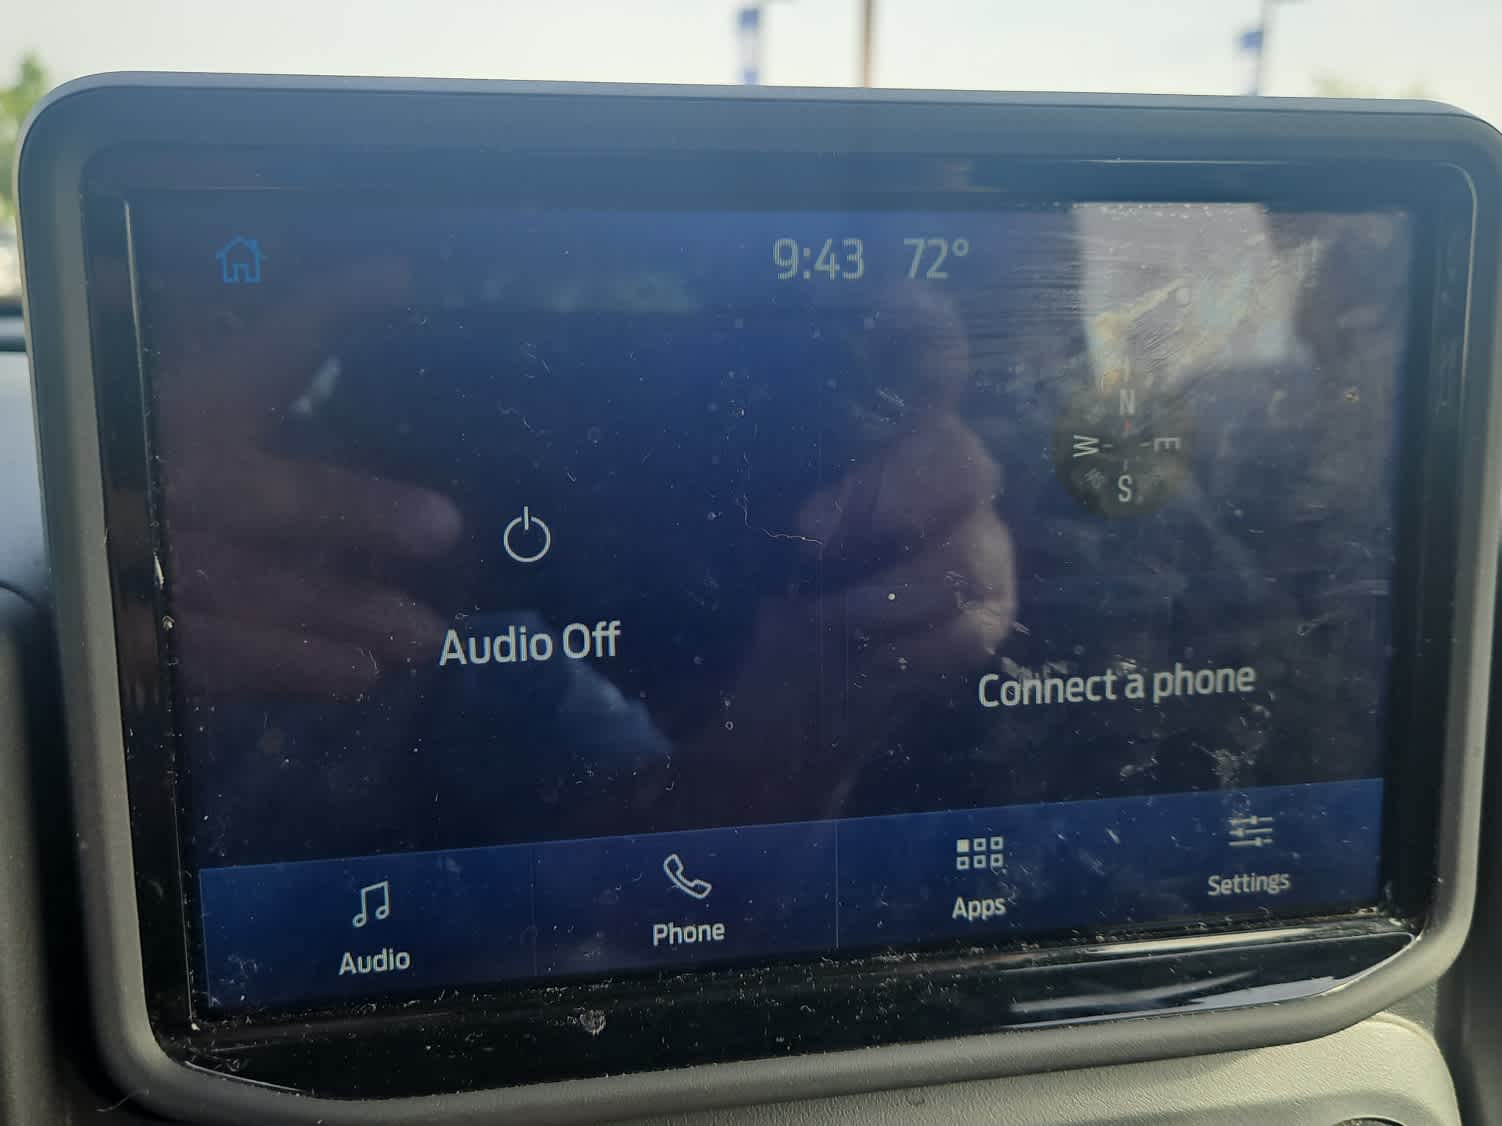 9:43 72°
N
W E
S
Audio Off
Connect a phone
Audio
Phone
Apps
Settings